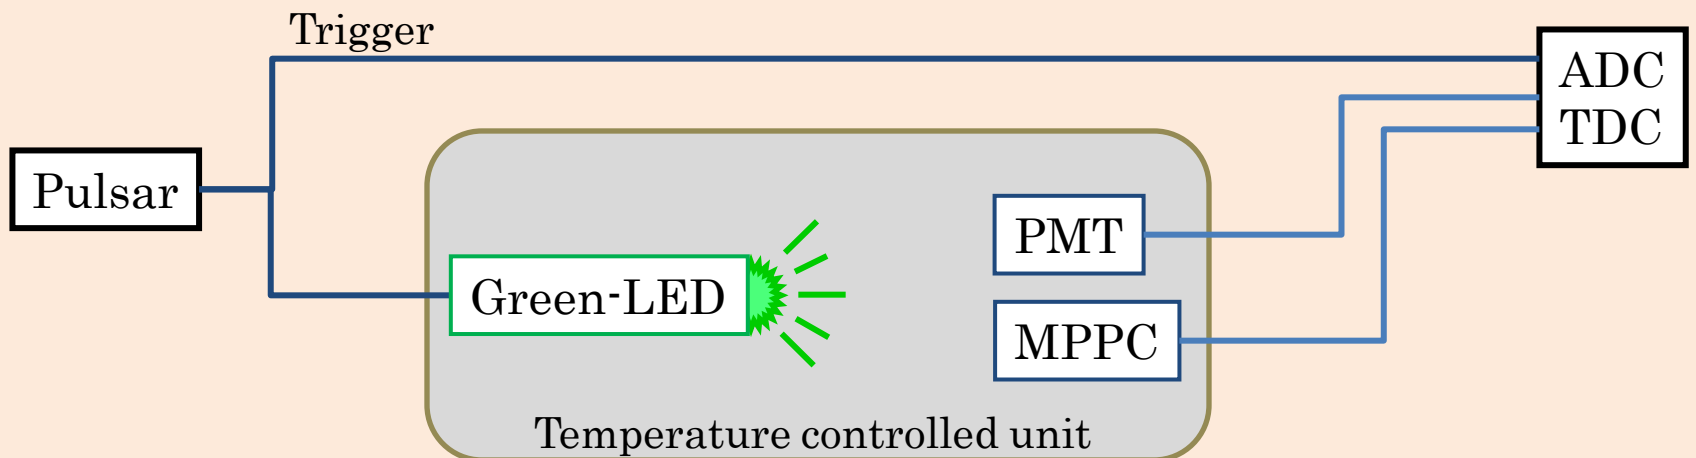 Trigger
ADC
TDC
Pulsar
PMT
Green-LED
MPPC
Temperature controlled unit